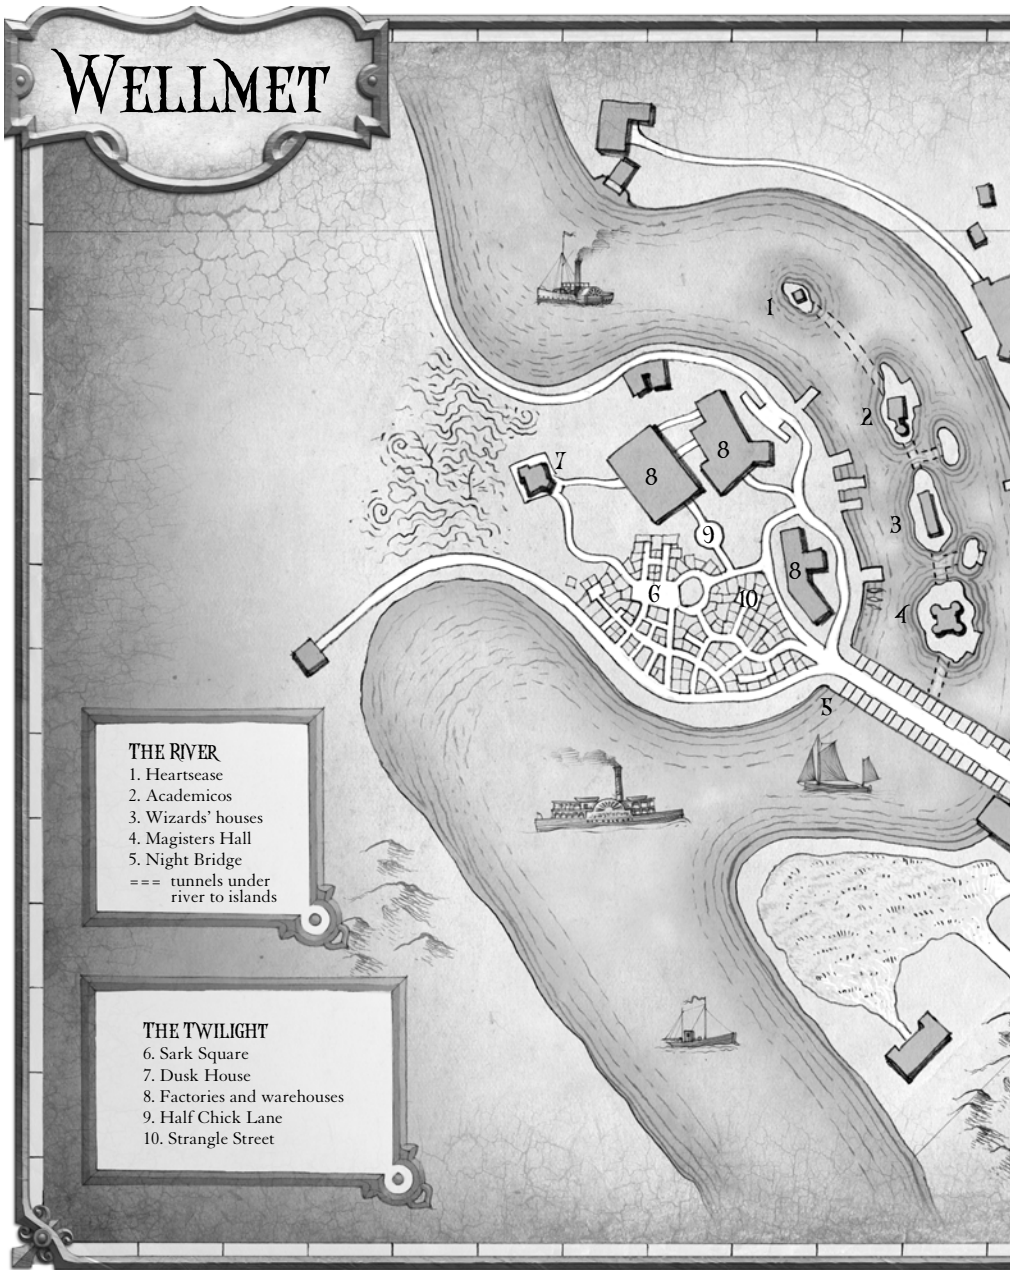 WELLMET
1
2
3
4
5
6
7
8
8
8
9
10
THE RIVER
1. Heartsease
2. Academicos
3. Wizards' houses
4. Magisters Hall
5. Night Bridge
=== tunnels under
river to islands
THE TWILIGHT
6. Sark Square
7. Dusk House
8. Factories and warehouses
9. Half Chick Lane
10. Strangle Street